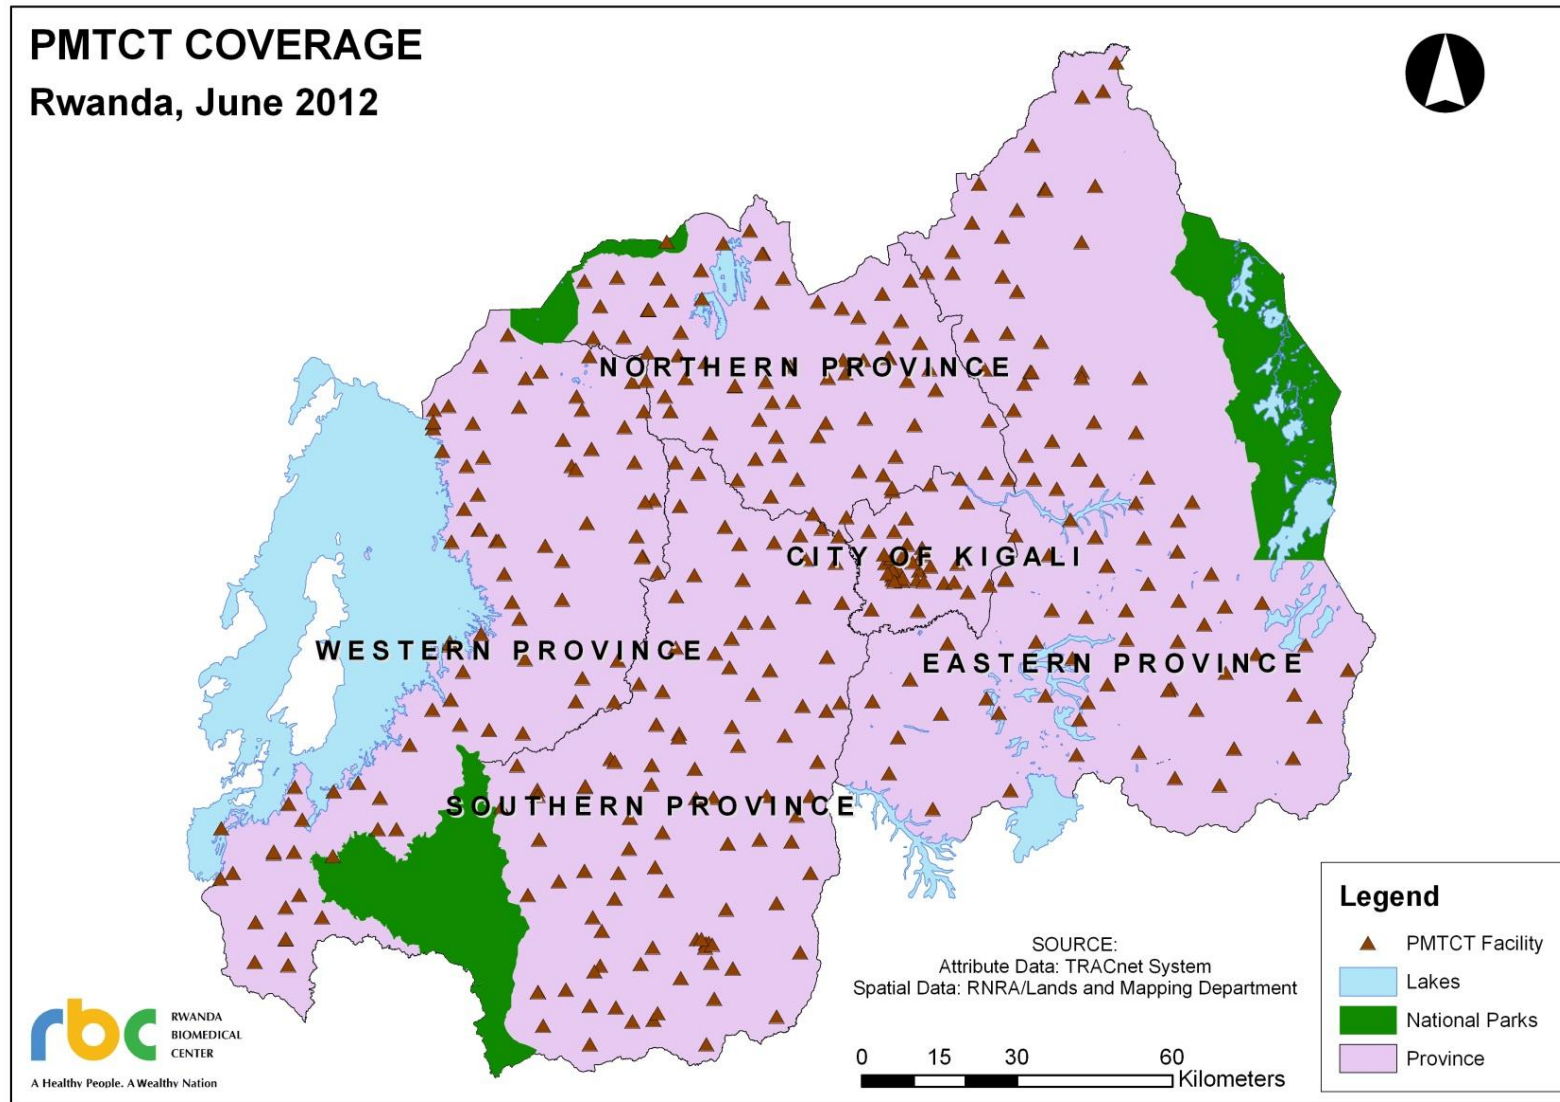 PMTCT COVERAGE
Rwanda, June 2012
NORTHERN PROVINCE
CITY OF KIGALI
WESTERN PROVINCE
EASTERN PROVINCE
SOUTHERN PROVINCE
SOURCE:
Attribute Data: TRACnet System
Spatial Data: RNRA/Lands and Mapping Department
0 15 30 60
Kilometers
Legend
PMTCT Facility
Lakes
National Parks
Province
rbc
RWANDA
BIOMEDICAL
CENTER
A Healthy People. A Wealthy Nation